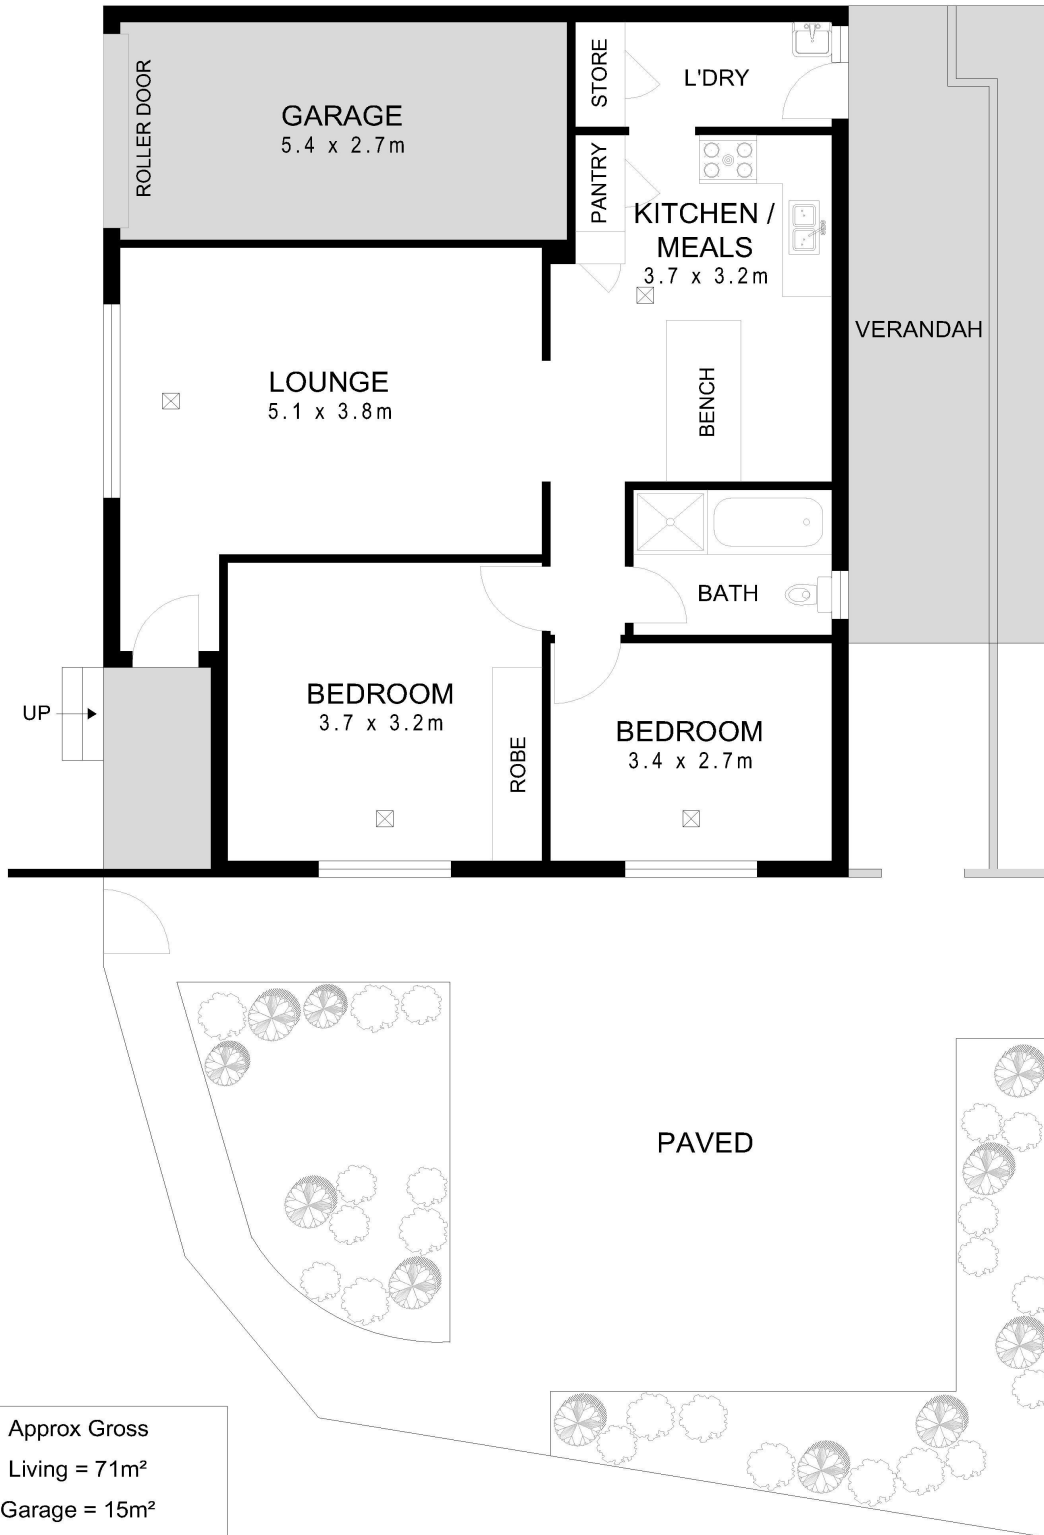 GARAGE
5.4 x 2.7m
ROLLER DOOR
STORE
L'DRY
PANTRY
KITCHEN /
MEALS
3.7 x 3.2m
VERANDAH
LOUNGE
5.1 x 3.8m
BENCH
BATH
UP
BEDROOM
3.7 x 3.2m
ROBE
BEDROOM
3.4 x 2.7m
PAVED
Approx Gross
Living = 71m²
Garage = 15m²